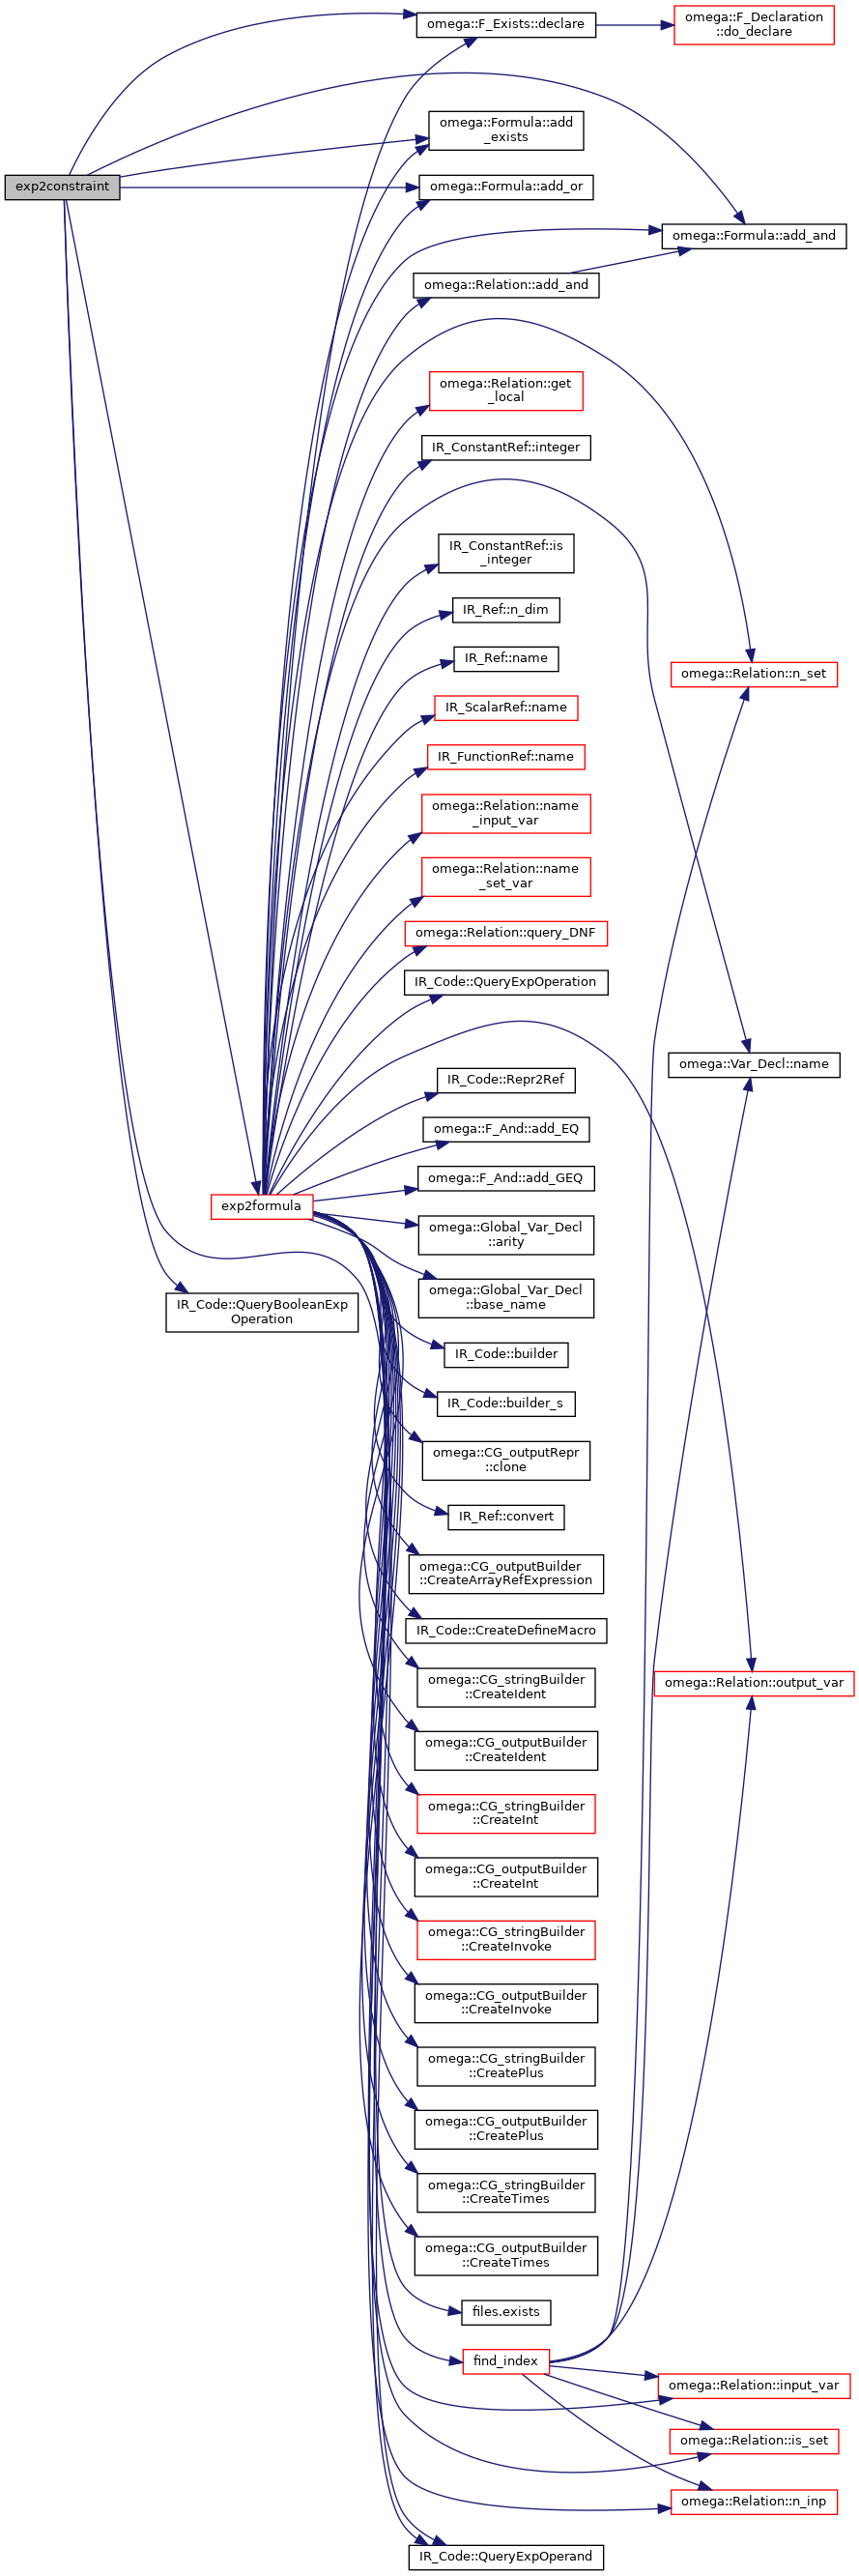 omega::F_Exists::declare
omega::F_Declaration
::do_declare
omega::Formula::add
_exists
exp2constraint
omega::Formula::add_or
omega::Formula::add_and
omega::Relation::add_and
omega::Relation::get
_local
IR_ConstantRef::integer
IR_ConstantRef::is
_integer
IR_Ref::n_dim
IR_Ref::name
omega::Relation::n_set
IR_ScalarRef::name
IR_FunctionRef::name
omega::Relation::name
_input_var
omega::Relation::name
_set_var
omega::Relation::query_DNF
IR_Code::QueryExpOperation
omega::Var_Decl::name
IR_Code::Repr2Ref
omega::F_And::add_EQ
omega::F_And::add_GEQ
exp2formula
omega::Global_Var_Decl
::arity
omega::Global_Var_Decl
::base_name
IR_Code::QueryBooleanExp
Operation
IR_Code::builder
IR_Code::builder_s
omega::CG_outputRepr
::clone
IR_Ref::convert
omega::CG_outputBuilder
::CreateArrayRefExpression
IR_Code::CreateDefineMacro
omega::CG_stringBuilder
::CreateIdent
omega::Relation::output_var
omega::CG_outputBuilder
::CreateIdent
omega::CG_stringBuilder
::CreateInt
omega::CG_outputBuilder
::CreateInt
omega::CG_stringBuilder
::CreateInvoke
omega::CG_outputBuilder
::CreateInvoke
omega::CG_stringBuilder
::CreatePlus
omega::CG_outputBuilder
::CreatePlus
omega::CG_stringBuilder
::CreateTimes
omega::CG_outputBuilder
::CreateTimes
files.exists
find_index
omega::Relation::input_var
omega::Relation::is_set
omega::Relation::n_inp
IR_Code::QueryExpOperand